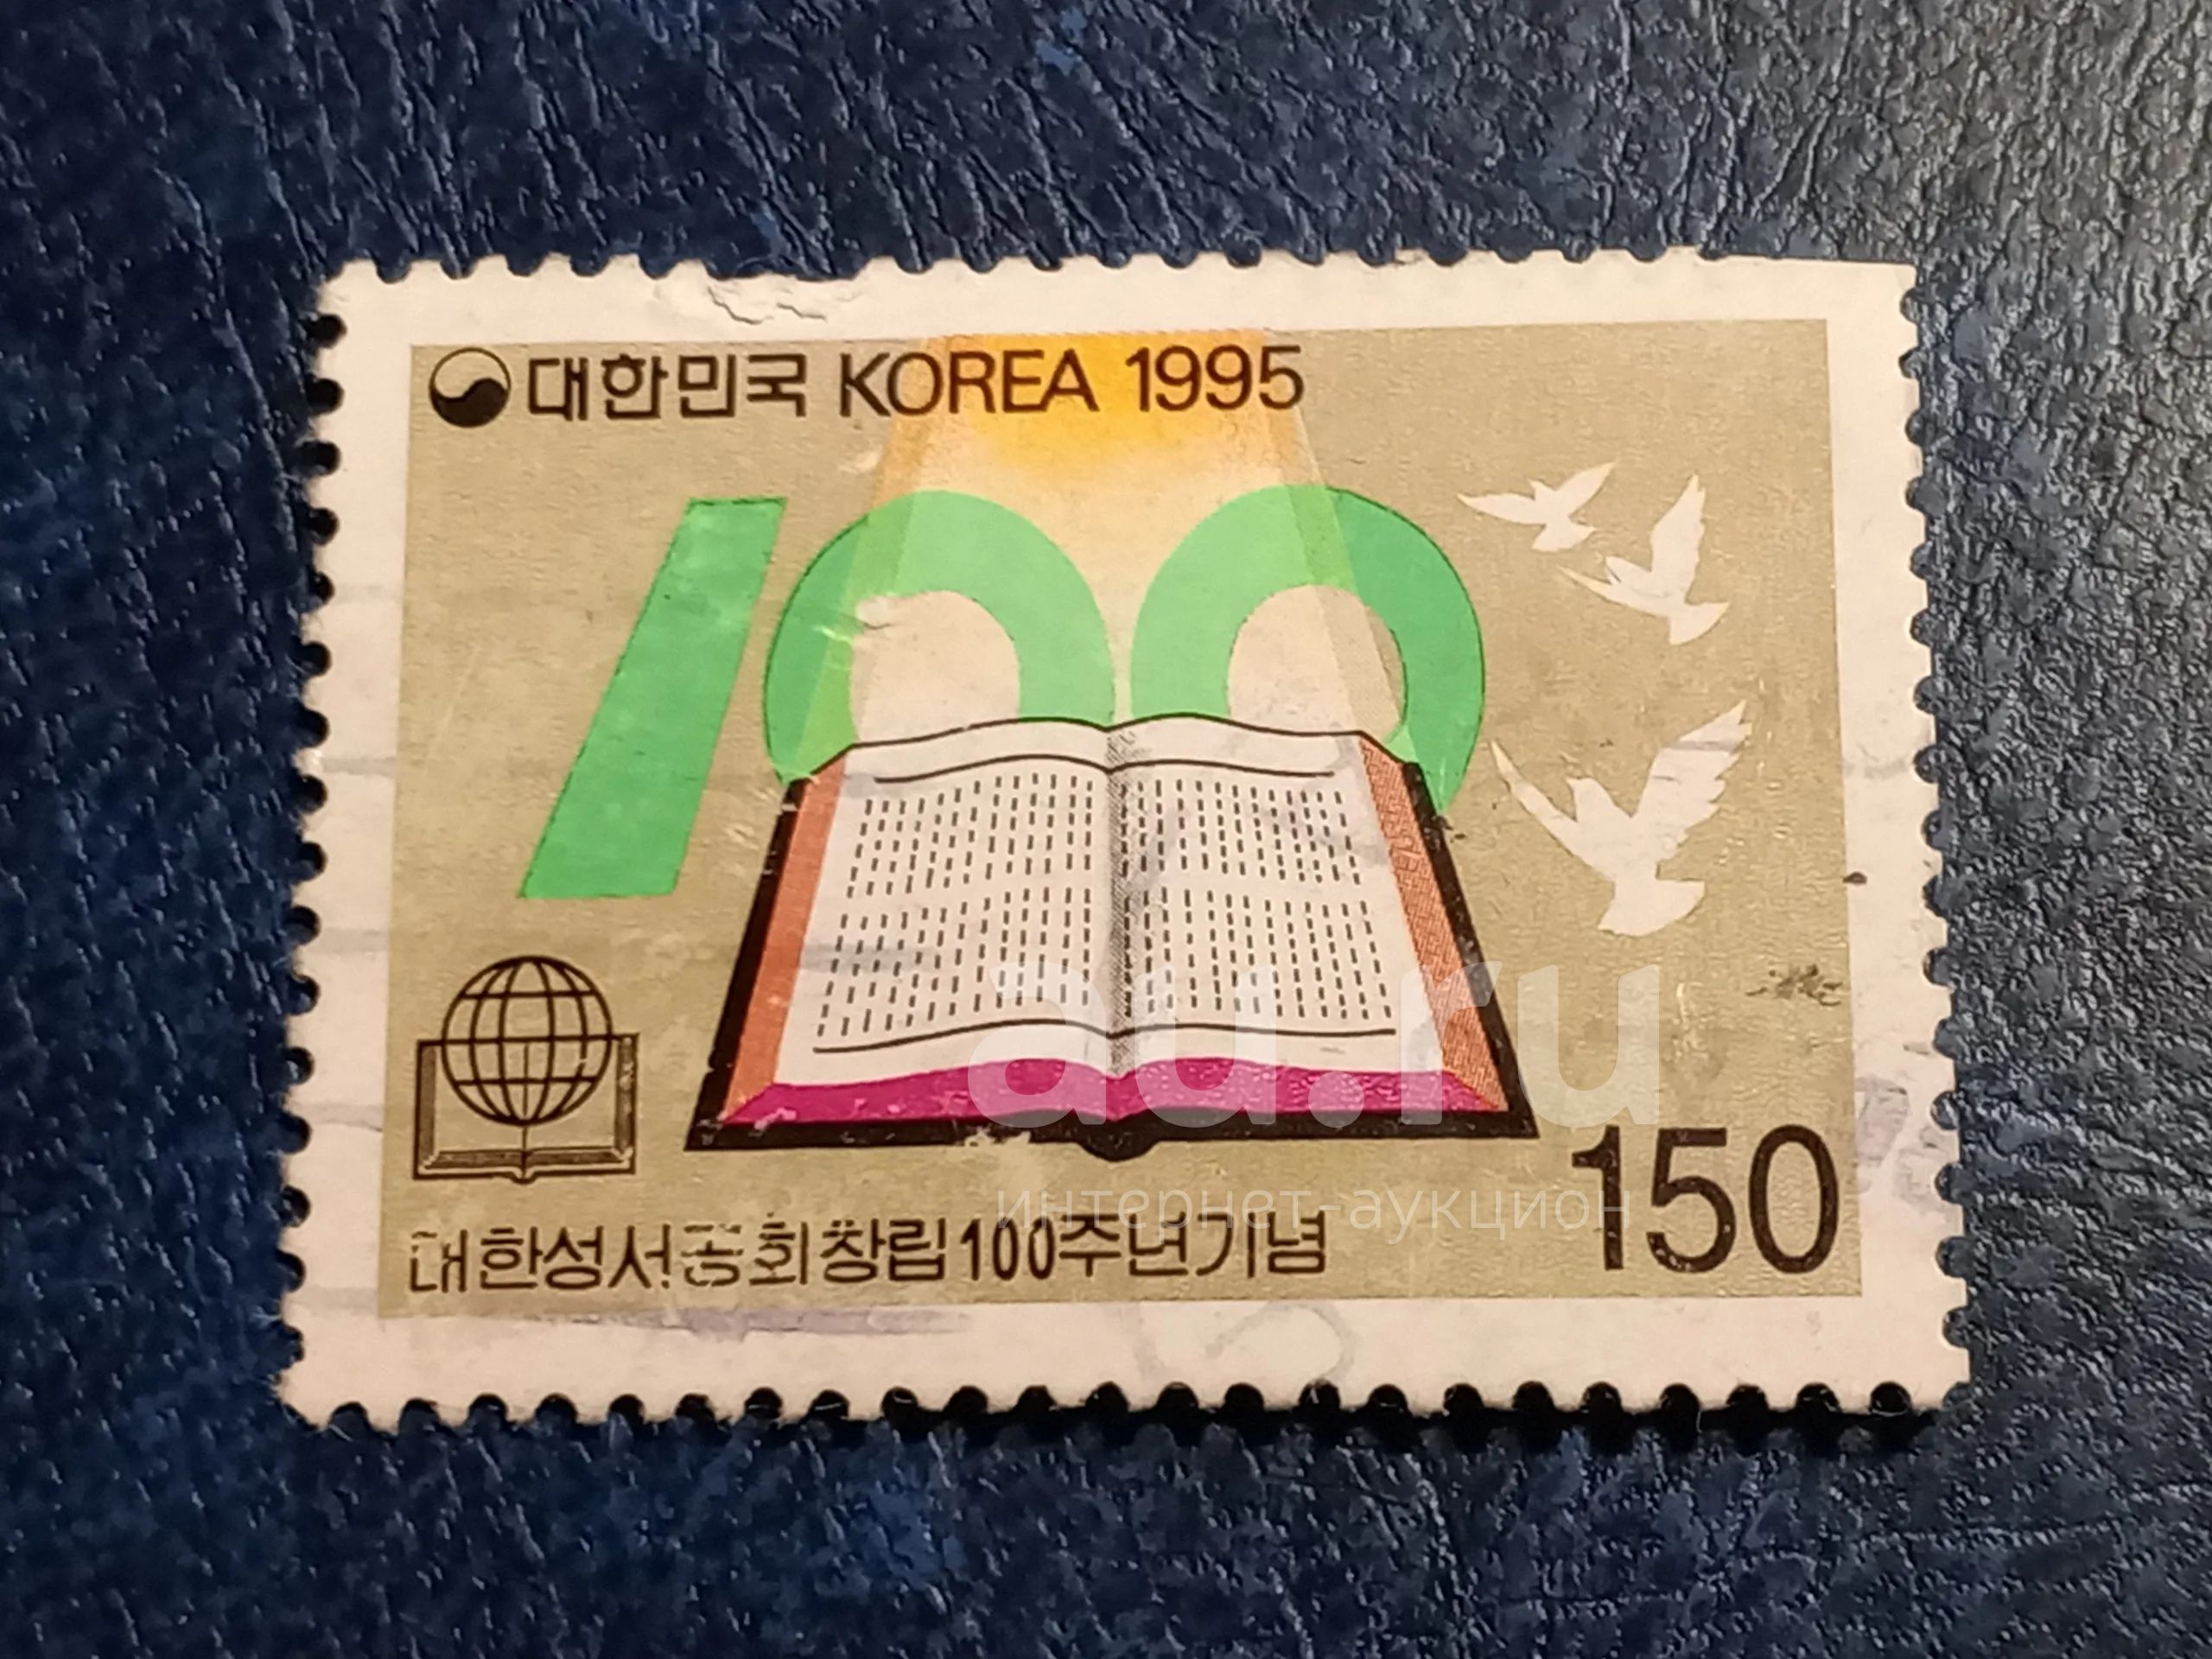 대한민국 KOREA 1995
100
au.ru
интернет-аукцион
150
대한성서공회창립100주년기념